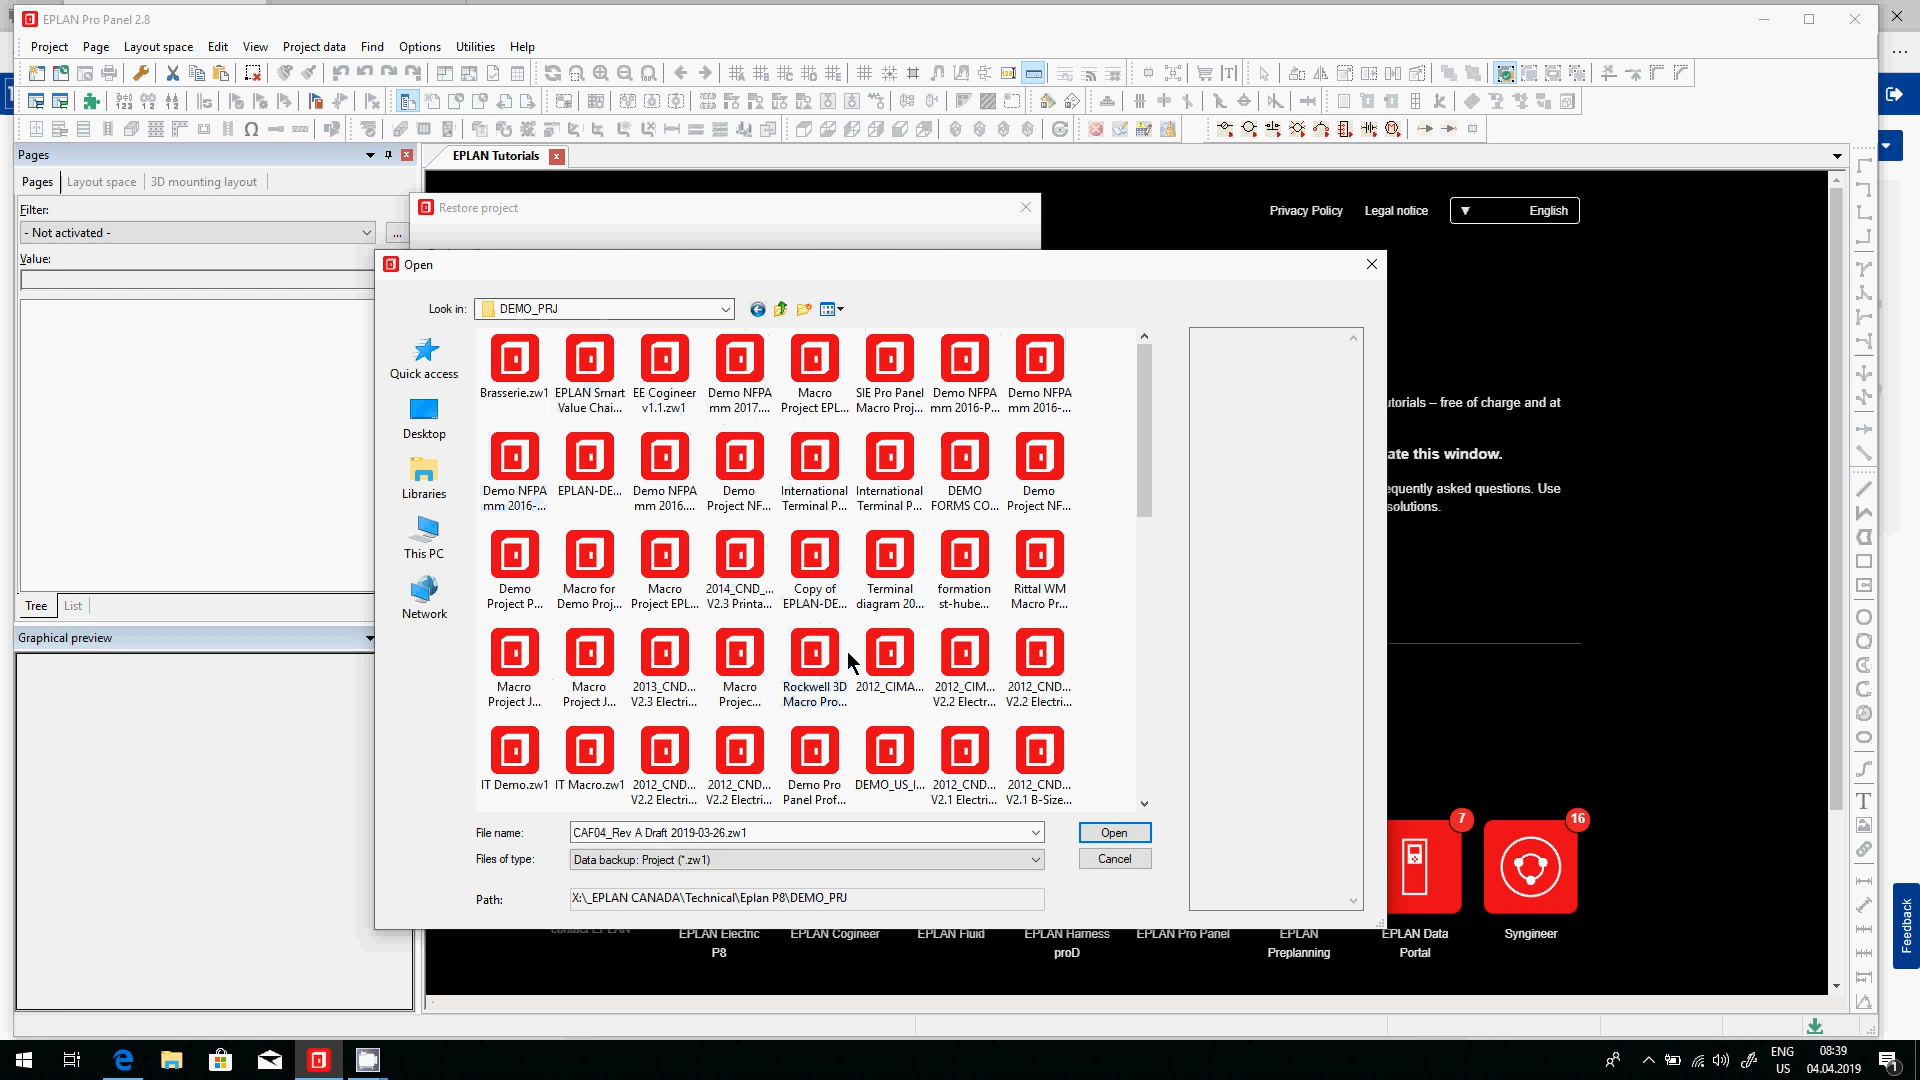 EPLAN Pro Panel 2.8
Project Page Layout space Edit View Project data Find Options Utilities Help
Pages
EPLAN Tutorials
Pages Layout space 3D mounting layout
Filter:
- Not activated -
...
Value:
Tree List
Graphical preview
Restore project
Privacy Policy Legal notice English
Open
Look in: DEMO_PRJ
Quick access
Desktop
Libraries
This PC
Network
Brasserie.zw1 EPLAN Smart Value Chai... EE Cogineer v1.1.zw1 Demo NFPA mm 2017.... Macro Project EPL... SIE Pro Panel Macro Proj... Demo NFPA mm 2016-P... Demo NFPA mm 2016-...
Demo NFPA mm 2016-... EPLAN-DE... Demo NFPA mm 2016.... Demo Project NF... International Terminal P... International Terminal P... DEMO FORMS CO... Demo Project NF...
Demo Project P... Macro for Demo Proj... Macro Project EPL... 2014_CND_... V2.3 Printa... Copy of EPLAN-DE... Terminal diagram 20... formation st-hube... Rittal WM Macro Pr...
Macro Project J... Macro Project J... 2013_CND... V2.3 Electri... Macro Projec... Rockwell 3D Macro Pro... 2012_CIMA... 2012_CIM... V2.2 Electr... 2012_CND... V2.2 Electri...
IT Demo.zw1 IT Macro.zw1 2012_CND... V2.2 Electri... 2012_CND... V2.2 Electri... Demo Pro Panel Prof... DEMO_US_I... 2012_CND... V2.1 Electri... 2012_CND... V2.1 B-Size...
File name: CAF04_Rev A Draft 2019-03-26.zw1 Open
Files of type: Data backup: Project (*.zw1) Cancel
Path: X:\_EPLAN CANADA\Technical\Eplan P8\DEMO_PRJ
utorials – free of charge and at
ate this window.
equently asked questions. Use
solutions.
7 16
contact EPLAN
EPLAN Electric P8
EPLAN Cogineer
EPLAN Fluid
EPLAN Harness proD
EPLAN Pro Panel
EPLAN Preplanning
EPLAN Data Portal
Syngineer
Feedback
ENG
US
08:39
04.04.2019
1